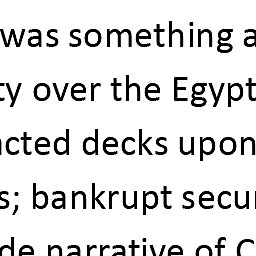 was something a
ty over the Egypt
acted decks upon
s; bankrupt secur
de narrative of C